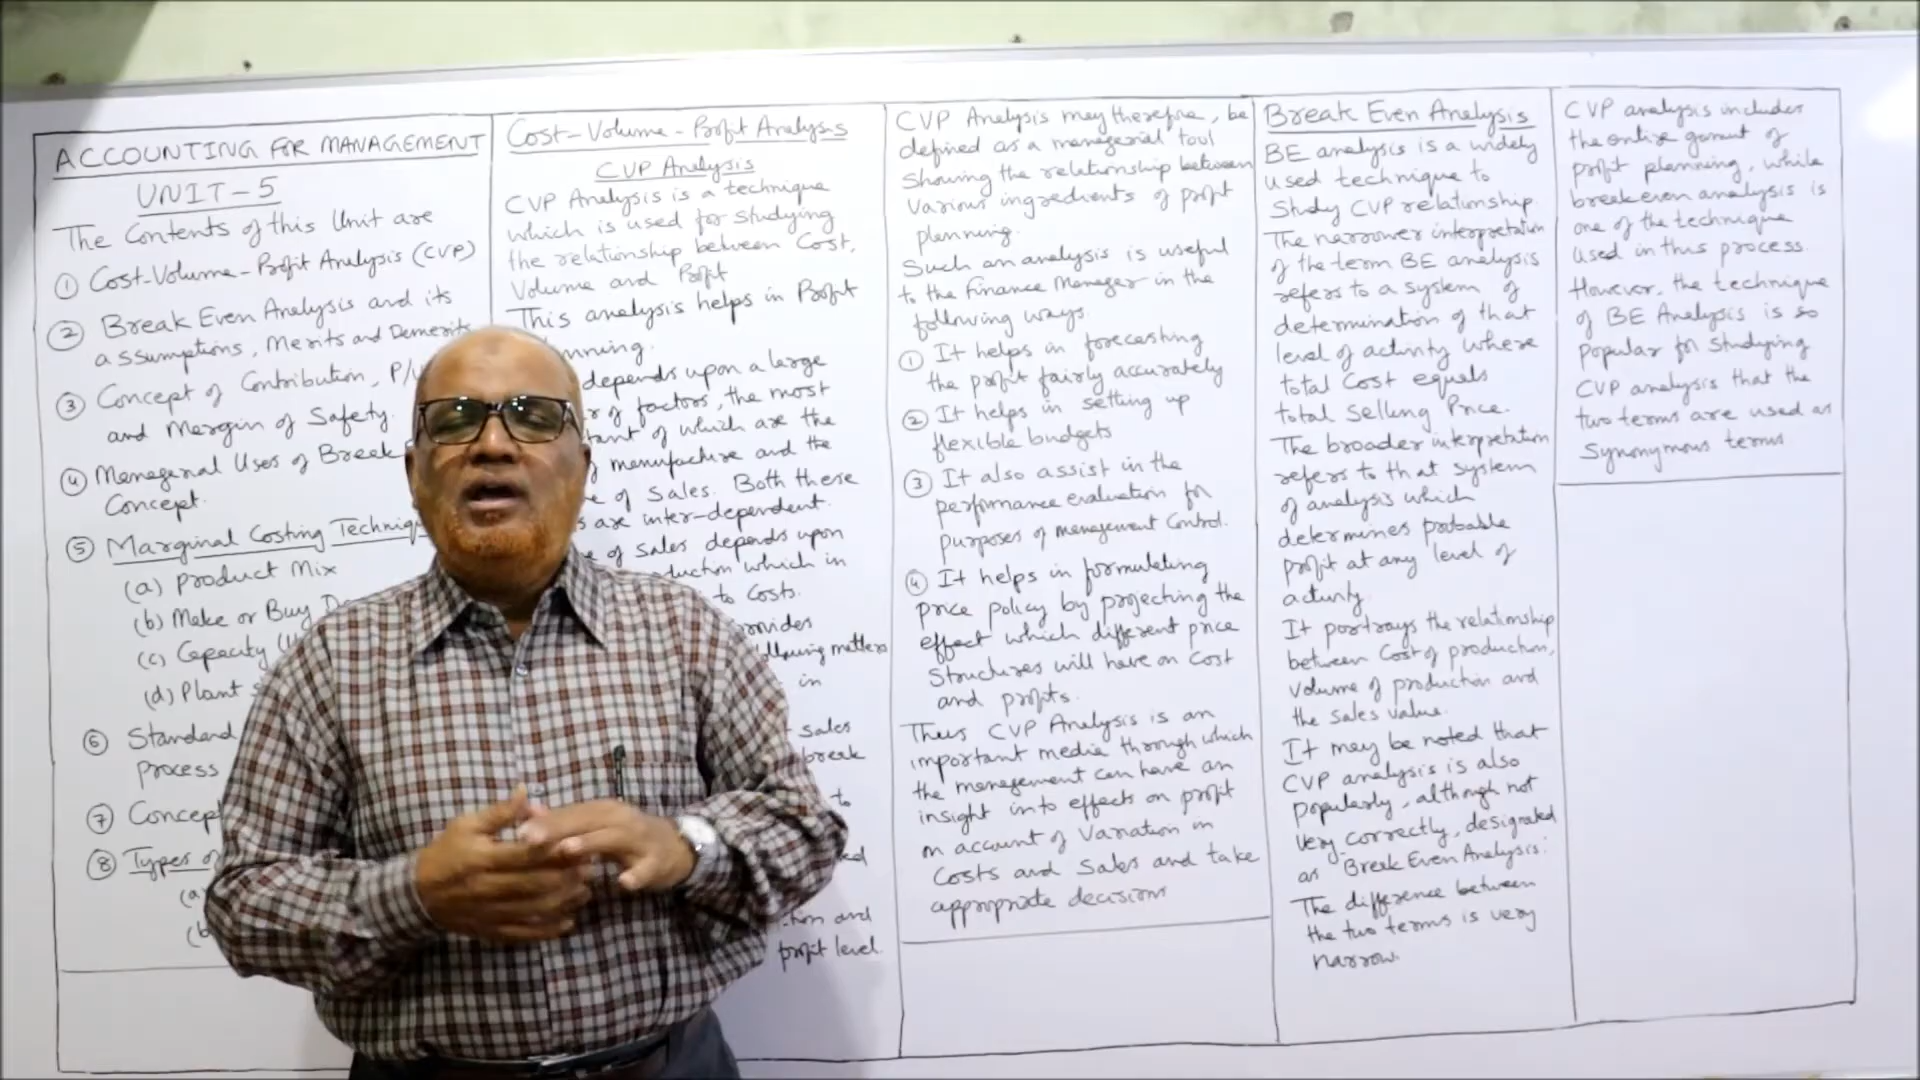 ACCOUNTING FOR MANAGEMENT
UNIT-5
The Contents of this Unit are
① Cost-Volume-Profit Analysis (CVP)
② Break Even Analysis and its
assumptions, Merits and Demerits
③ Concept of Contribution, P/V
and Margin of Safety.
④ Managerial Uses of Break
Concept.
⑤ Marginal Costing
(a) Product Mix
(b) Make or Buy
(c) Capacity
(d) Plant
⑥ Standard
process
⑦ Concept
⑧ Types of
(a
(b
Cost-Volume-Profit Analysis
CVP Analysis
CVP Analysis is a technique
which is used for studying
the relationship between Cost,
Volume and Profit
This analysis helps in Profit
depends upon a large
of factors, the most
of which are the
manufacture and the
of Sales. Both these
are inter-dependent.
of sales depends upon
which in
to costs.
following matters
in
sales
break
to
and
profit level.
CVP Analysis may therefore, be
defined as a managerial tool
showing the relationship between
various ingredients of profit
planning.
Such an analysis is useful
to the Finance Manager in the
following ways.
① It helps in forecasting
the profit fairly accurately
② It helps in setting up
flexible budgets
③ It also assist in the
performance evaluation for
purposes of management control.
④ It helps in formulating
price policy by projecting the
effect which different price
structures will have on cost
and profits.
Thus CVP Analysis is an
important media through which
the management can have an
insight in to effects on profit
on account of variation in
Costs and Sales and take
appropriate decisions
Break Even Analysis
BE analysis is a widely
used technique to
study CVP relationship.
The narrower interpretation
of the term BE analysis
refers to a system of
determination of that
level of activity where
total cost equals
total selling Price.
The broader interpretation
refers to that system
of analysis which
determines probable
profit at any level of
activity.
It portrays the relationship
between Cost of production,
volume of production and
the sales value.
It may be noted that
CVP analysis is also
popularly, although not
very correctly, designated
as 'Break Even Analysis.'
The difference between
the two terms is very
narrow.
CVP analysis includes
the entire gamut of
profit planning, while
breakeven analysis is
one of the technique
used in this process.
However, the technique
of BE Analysis is so
popular for studying
CVP analysis that the
two terms are used as
synonymous terms